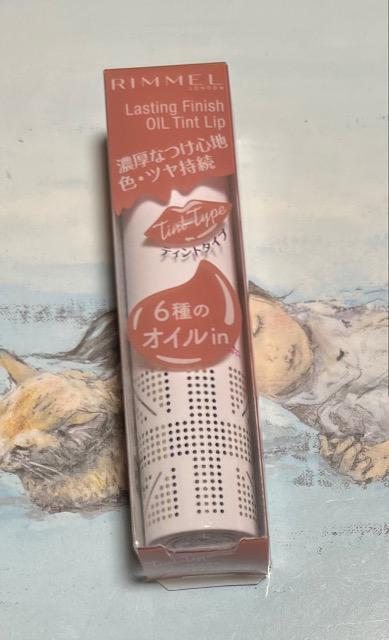 RIMMEL
LONDON
Lasting Finish
OIL Tint Lip
濃厚なつけ心地
色・ツヤ持続
Tint Type
ティントタイプ
6種の
オイルin